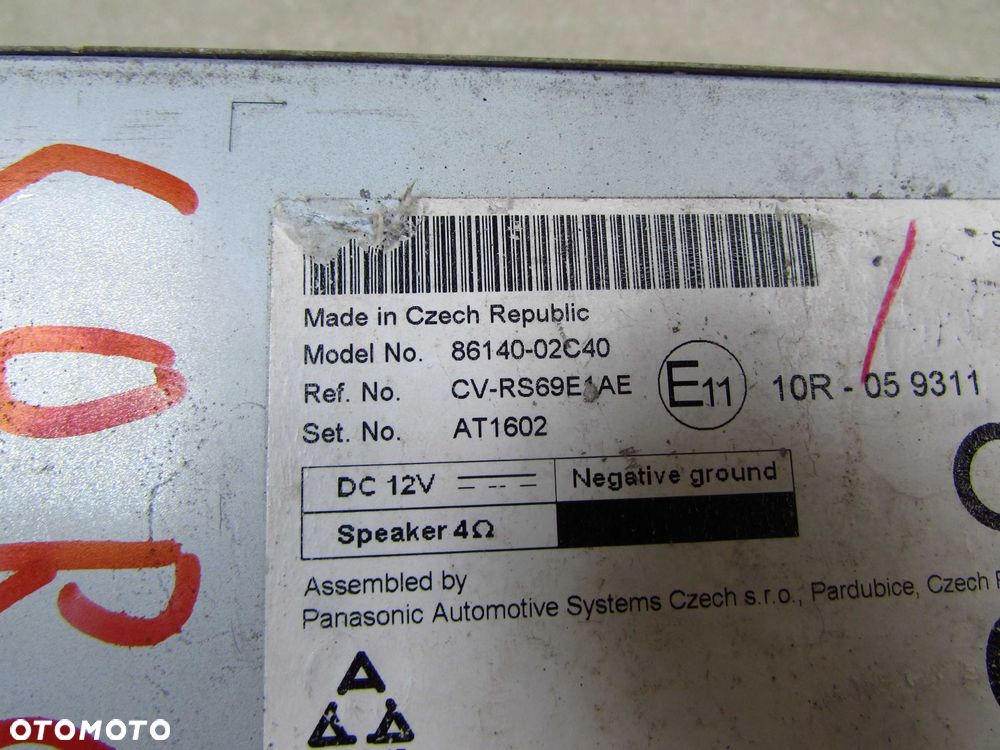 Made in Czech Republic
Model No. 86140-02C40
Ref. No. CV-RS69E1AE
Set. No. AT1602
E11 10R - 05 9311
DC 12V
Negative ground
Speaker 4Ω
Assembled by
Panasonic Automotive Systems Czech s.r.o., Pardubice, Czech
COR
OTOMOTO